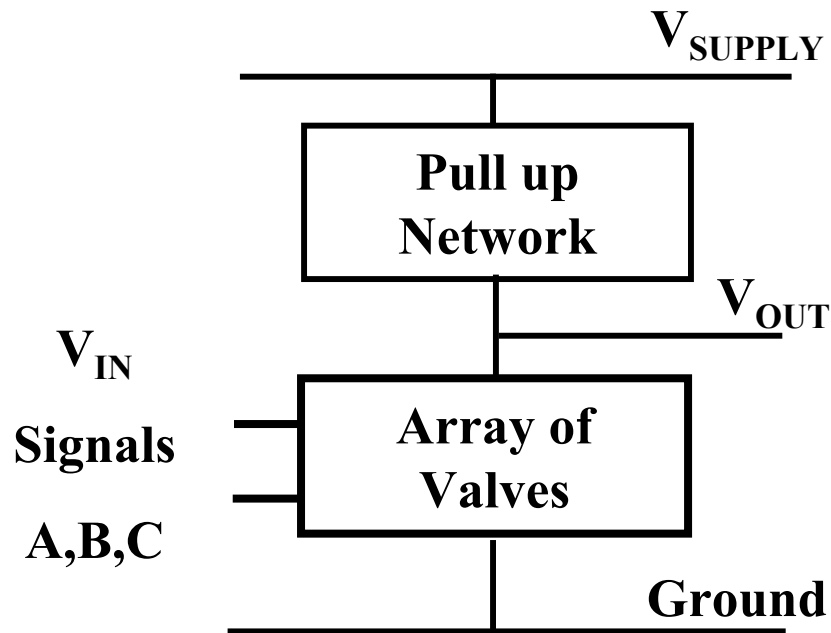 V_SUPPLY
Pull up
Network
V_OUT
V_IN
Signals
A,B,C
Array of
Valves
Ground